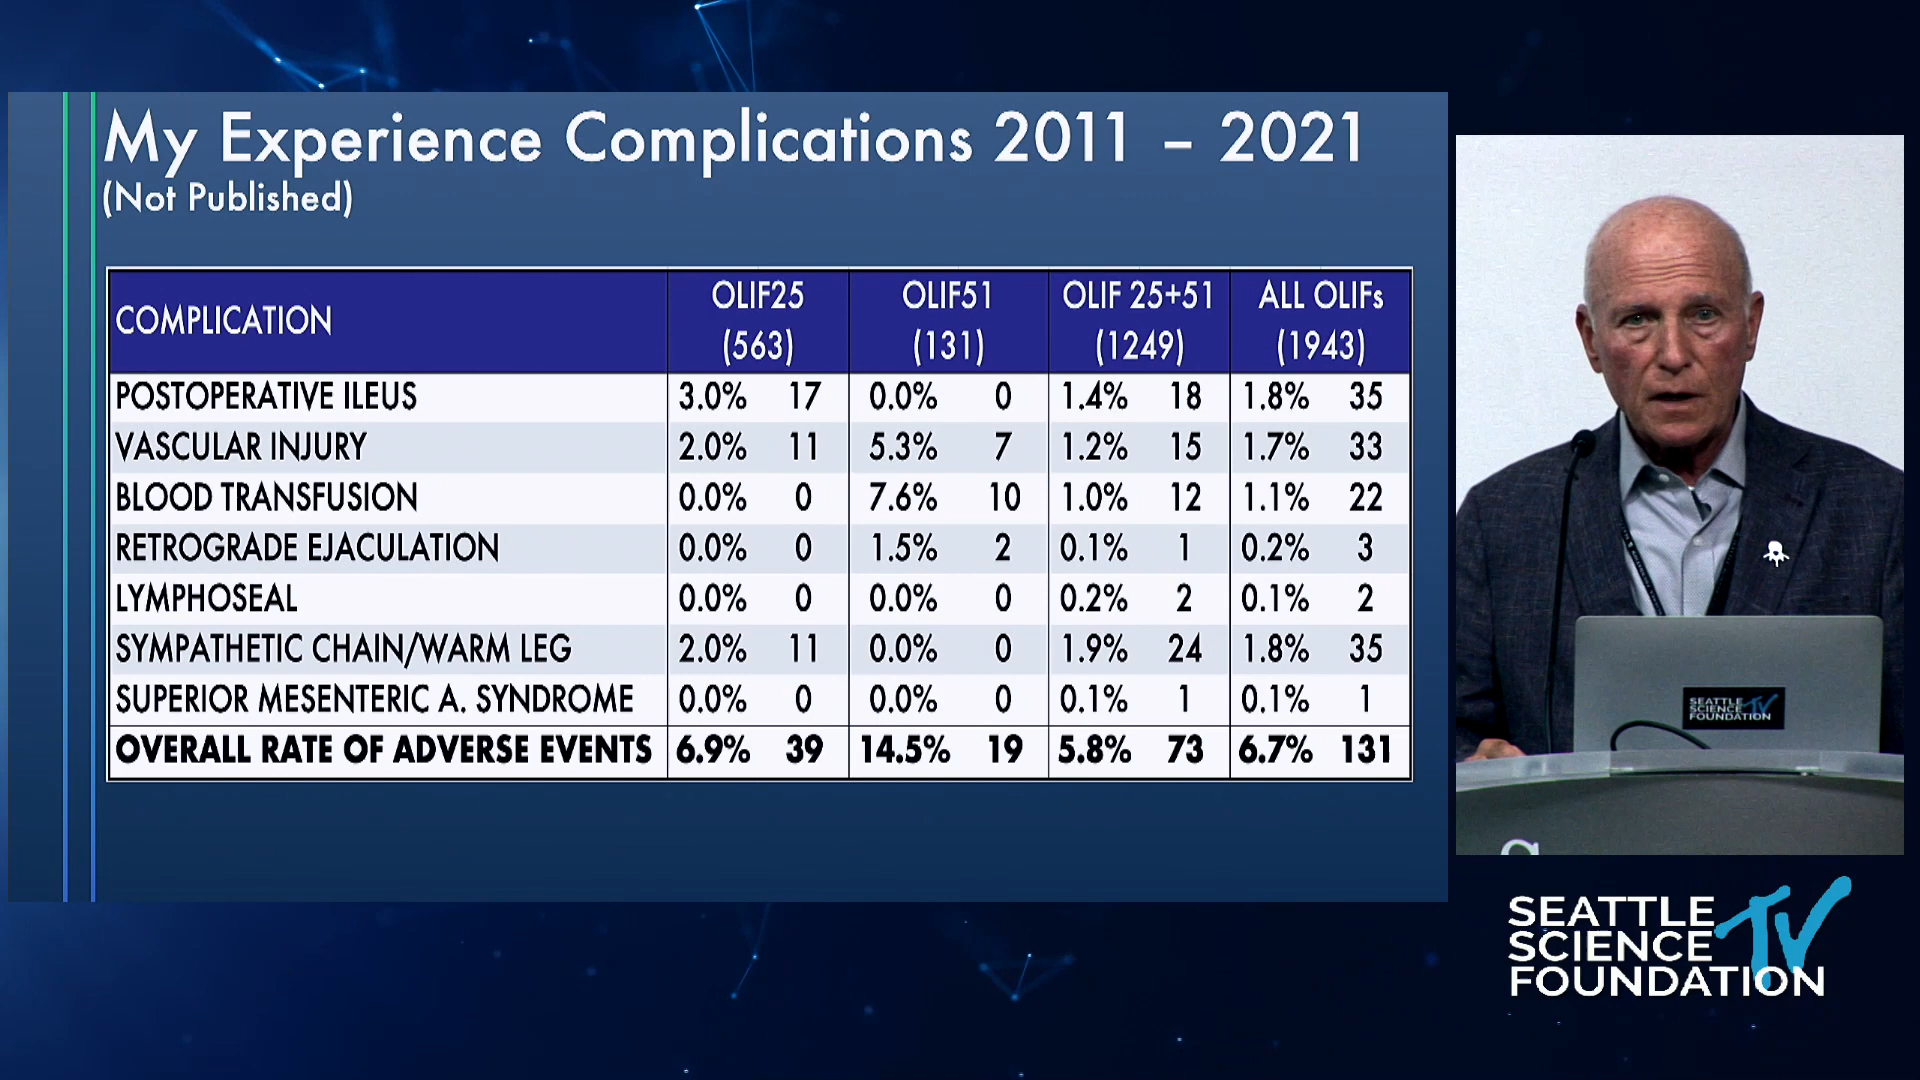 My Experience Complications 2011 – 2021
(Not Published)
COMPLICATION OLIF25 (563) OLIF51 (131) OLIF 25+51 (1249) ALL OLIFs (1943)
POSTOPERATIVE ILEUS 3.0% 17 0.0% 0 1.4% 18 1.8% 35
VASCULAR INJURY 2.0% 11 5.3% 7 1.2% 15 1.7% 33
BLOOD TRANSFUSION 0.0% 0 7.6% 10 1.0% 12 1.1% 22
RETROGRADE EJACULATION 0.0% 0 1.5% 2 0.1% 1 0.2% 3
LYMPHOSEAL 0.0% 0 0.0% 0 0.2% 2 0.1% 2
SYMPATHETIC CHAIN/WARM LEG 2.0% 11 0.0% 0 1.9% 24 1.8% 35
SUPERIOR MESENTERIC A. SYNDROME 0.0% 0 0.0% 0 0.1% 1 0.1% 1
OVERALL RATE OF ADVERSE EVENTS 6.9% 39 14.5% 19 5.8% 73 6.7% 131
SEATTLE
SCIENCE TV
FOUNDATION
S
SEATTLE
SCIENCE TV
FOUNDATION